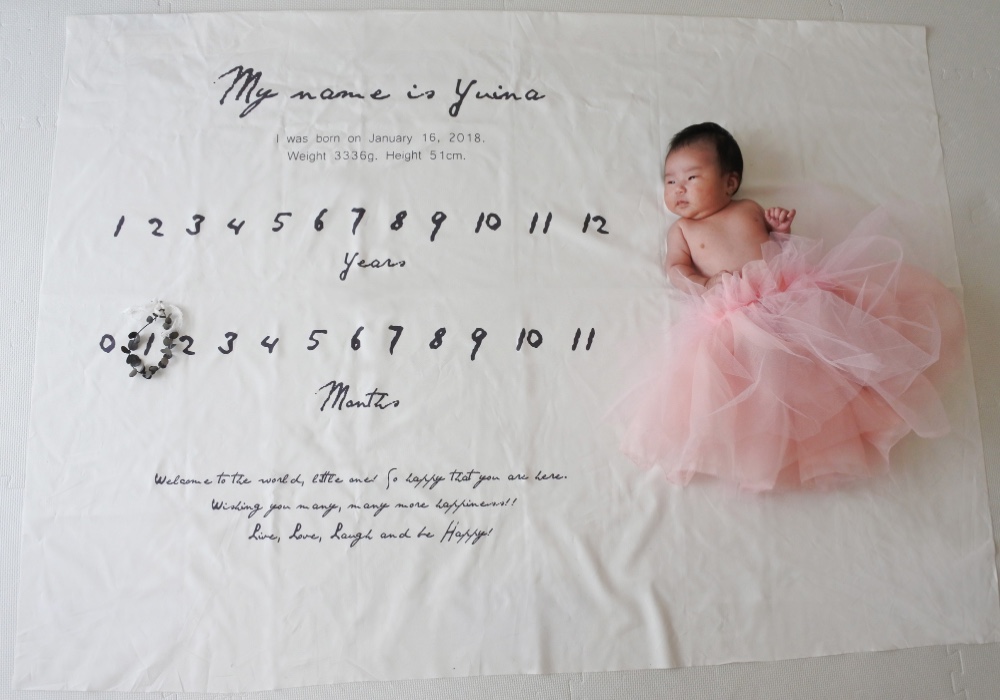 My name is Yuina
I was born on January 16, 2018.
Weight 3336g. Height 51cm.
1 2 3 4 5 6 7 8 9 10 11 12
Years
0 1 2 3 4 5 6 7 8 9 10 11
Months
Welcome to the world, little one! So happy that you are here.
Wishing you many, many more happiness!!
Live, Love, Laugh and be Happy!